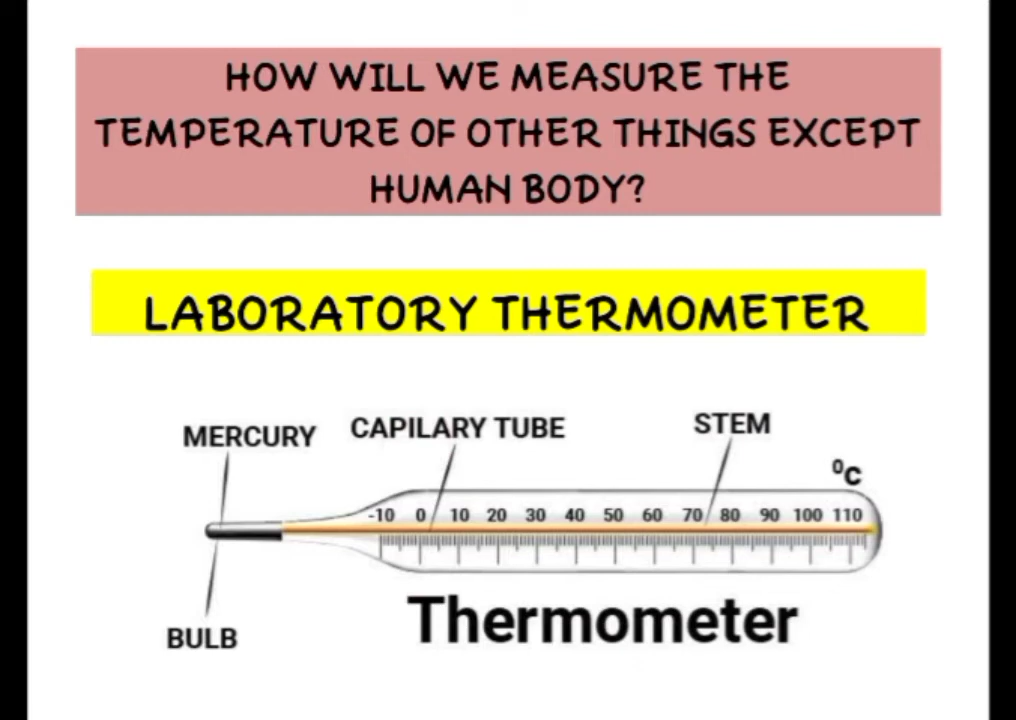 HOW WILL WE MEASURE THE
TEMPERATURE OF OTHER THINGS EXCEPT
HUMAN BODY?
LABORATORY THERMOMETER
MERCURY CAPILARY TUBE STEM
⁰c
-10 0 10 20 30 40 50 60 70 80 90 100 110
Thermometer
BULB